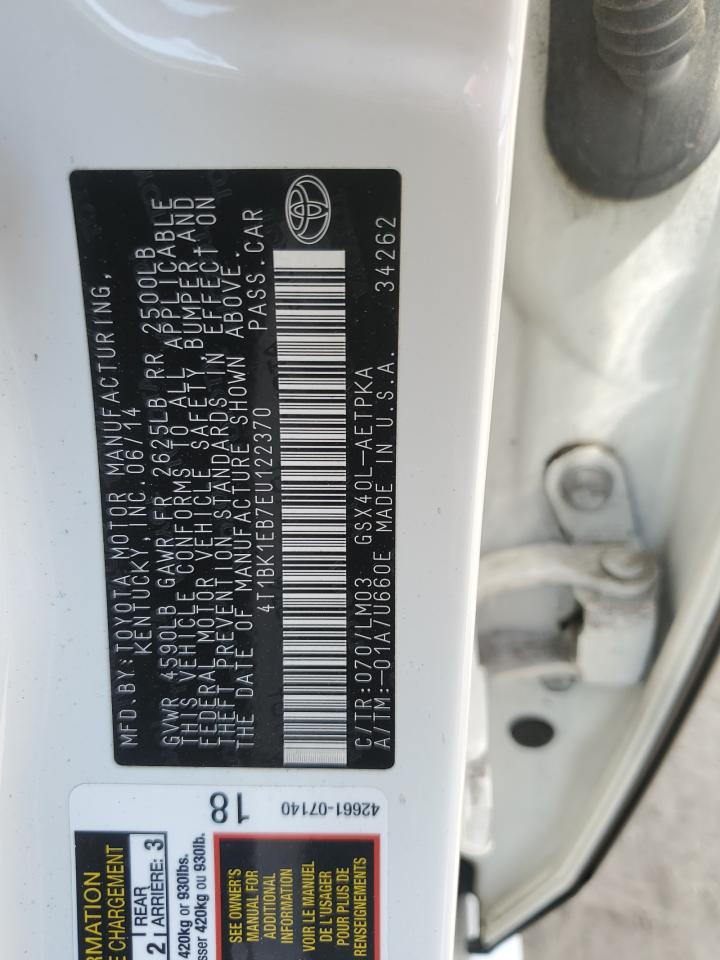 MFD.BY:TOYOTA MOTOR MANUFACTURING,
KENTUCKY, INC. 06/14
GVWR 4590LB GAWR FR 2625LB RR 2500LB
THIS VEHICLE CONFORMS TO ALL APPLICABLE
FEDERAL MOTOR VEHICLE SAFETY, BUMPER, AND
THEFT PREVENTION STANDARDS IN EFFECT ON
THE DATE OF MANUFACTURE SHOWN ABOVE.
4T1BK1EB7EU122370 PASS.CAR
C/TR:070/LM03 GSX40L-AETPKA
A/TM:-01A/U660E MADE IN U.S.A. 34262
RMATION
E CHARGEMENT
2 REAR
ARRIÈRE: 3
420kg or 930lbs.
sser 420kg ou 930lb.
18
42661-07140
SEE OWNER'S
MANUAL FOR
ADDITIONAL
INFORMATION
VOIR LE MANUEL
DE L'USAGER
POUR PLUS DE
RENSEIGNEMENTS